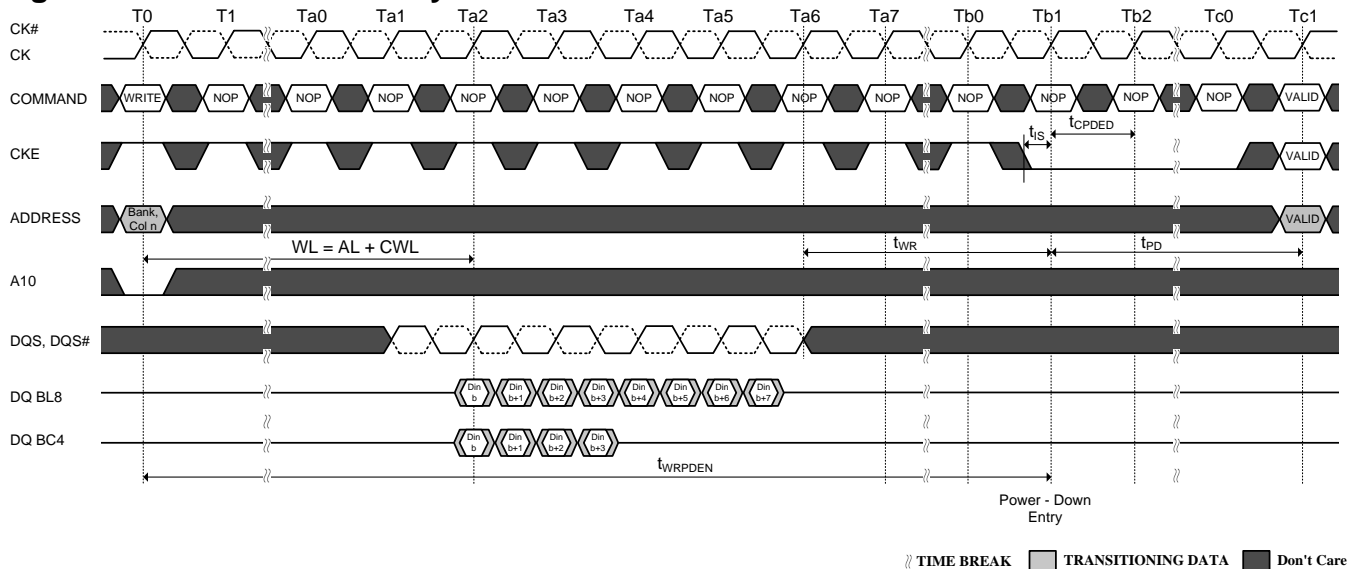 T0 T1 Ta0 Ta1 Ta2 Ta3 Ta4 Ta5 Ta6 Ta7 Tb0 Tb1 Tb2 Tc0 Tc1
CK#
CK
COMMAND WRITE NOP NOP NOP NOP NOP NOP NOP NOP NOP NOP NOP NOP NOP VALID
tIS tCPDED
CKE VALID
ADDRESS Bank, Col n VALID
WL = AL + CWL tWR tPD
A10
DQS, DQS#
DQ BL8 Din b Din b+1 Din b+2 Din b+3 Din b+4 Din b+5 Din b+6 Din b+7
DQ BC4 Din b Din b+1 Din b+2 Din b+3
tWRPDEN
Power - Down
Entry
TIME BREAK TRANSITIONING DATA Don't Care